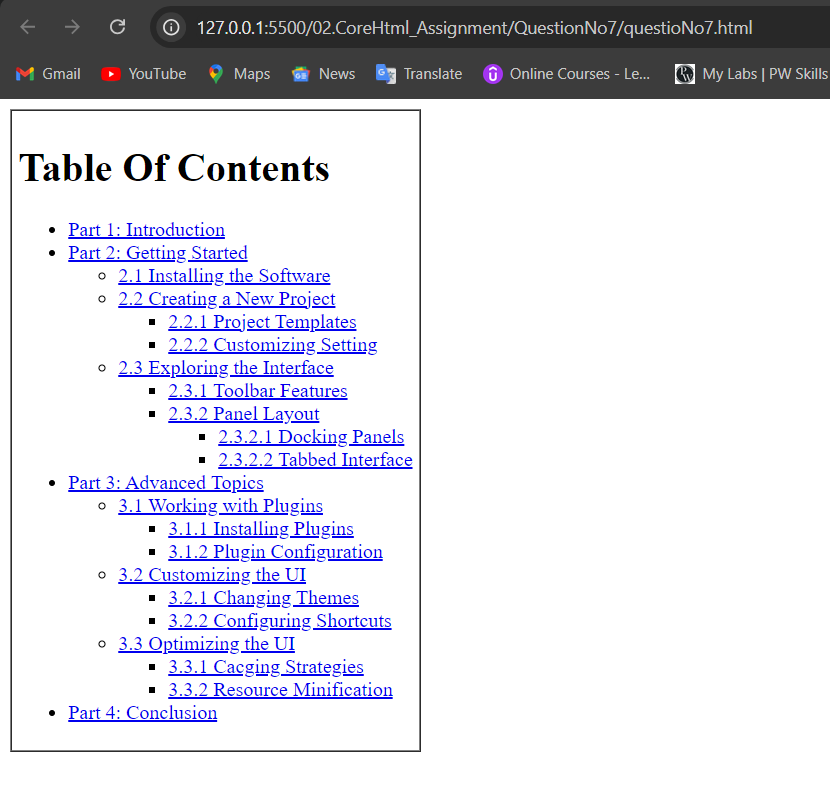 127.0.0.1:5500/02.CoreHtml_Assignment/QuestionNo7/questioNo7.html
Gmail YouTube Maps News Translate Online Courses - Le... My Labs | PW Skills
Table Of Contents
Part 1: Introduction
Part 2: Getting Started
2.1 Installing the Software
2.2 Creating a New Project
2.2.1 Project Templates
2.2.2 Customizing Setting
2.3 Exploring the Interface
2.3.1 Toolbar Features
2.3.2 Panel Layout
2.3.2.1 Docking Panels
2.3.2.2 Tabbed Interface
Part 3: Advanced Topics
3.1 Working with Plugins
3.1.1 Installing Plugins
3.1.2 Plugin Configuration
3.2 Customizing the UI
3.2.1 Changing Themes
3.2.2 Configuring Shortcuts
3.3 Optimizing the UI
3.3.1 Cacging Strategies
3.3.2 Resource Minification
Part 4: Conclusion